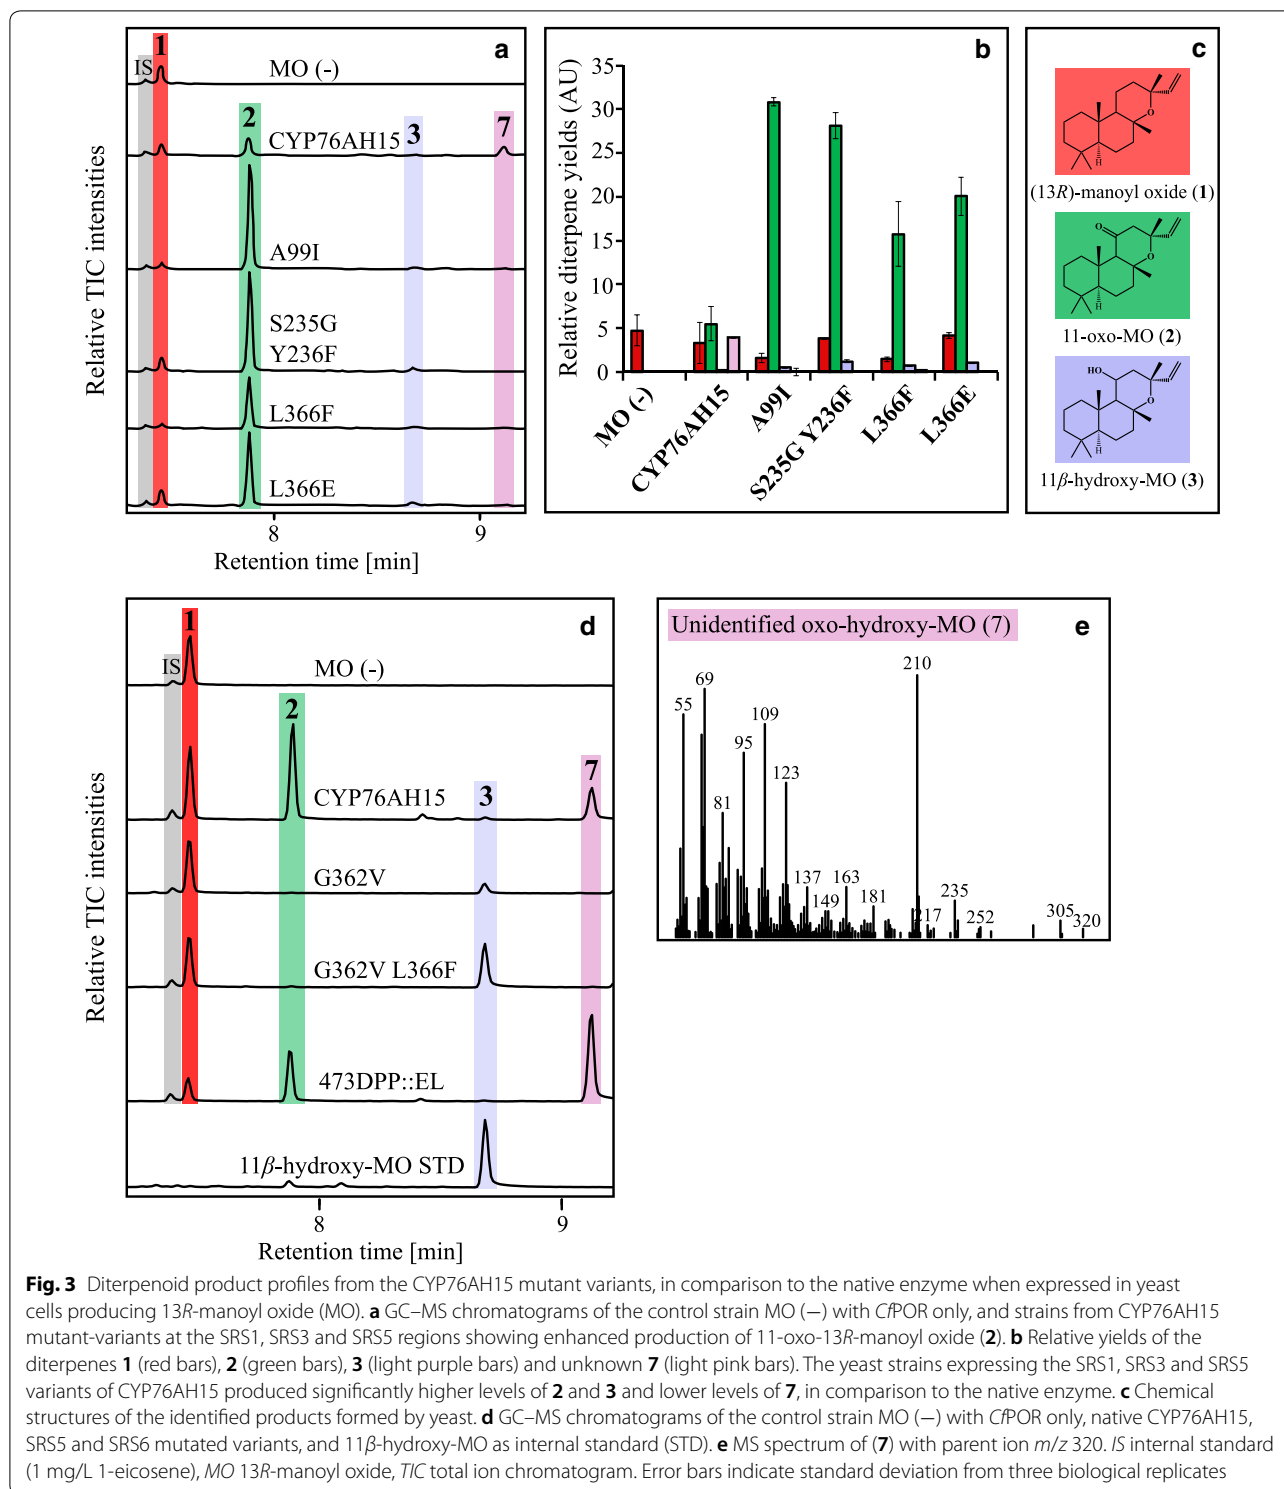 a
IS 1
MO (-)
2
CYP76AH15
3
7
A99I
S235G
Y236F
L366F
L366E
8 9
Retention time [min]
Relative TIC intensities
b
Relative diterpene yields (AU)
35
30
25
20
15
10
5
0
MO (-)
CYP76AH15
A99I
S235G Y236F
L366F
L366E
c
O
H
(13R)-manoyl oxide (1)
O
O
H
11-oxo-MO (2)
HO
O
H
11β-hydroxy-MO (3)
d
IS 1
MO (-)
2
CYP76AH15
3
7
G362V
G362V L366F
473DPP::EL
11β-hydroxy-MO STD
8 9
Retention time [min]
Relative TIC intensities
e
Unidentified oxo-hydroxy-MO (7)
55
69
81
95
109
123
137
149
163
181
210
217
235
252
305
320
Fig. 3 Diterpenoid product profiles from the CYP76AH15 mutant variants, in comparison to the native enzyme when expressed in yeast
cells producing 13R-manoyl oxide (MO). a GC–MS chromatograms of the control strain MO (−) with CfPOR only, and strains from CYP76AH15
mutant-variants at the SRS1, SRS3 and SRS5 regions showing enhanced production of 11-oxo-13R-manoyl oxide (2). b Relative yields of the
diterpenes 1 (red bars), 2 (green bars), 3 (light purple bars) and unknown 7 (light pink bars). The yeast strains expressing the SRS1, SRS3 and SRS5
variants of CYP76AH15 produced significantly higher levels of 2 and 3 and lower levels of 7, in comparison to the native enzyme. c Chemical
structures of the identified products formed by yeast. d GC–MS chromatograms of the control strain MO (−) with CfPOR only, native CYP76AH15,
SRS5 and SRS6 mutated variants, and 11β-hydroxy-MO as internal standard (STD). e MS spectrum of (7) with parent ion m/z 320. IS internal standard
(1 mg/L 1-eicosene), MO 13R-manoyl oxide, TIC total ion chromatogram. Error bars indicate standard deviation from three biological replicates